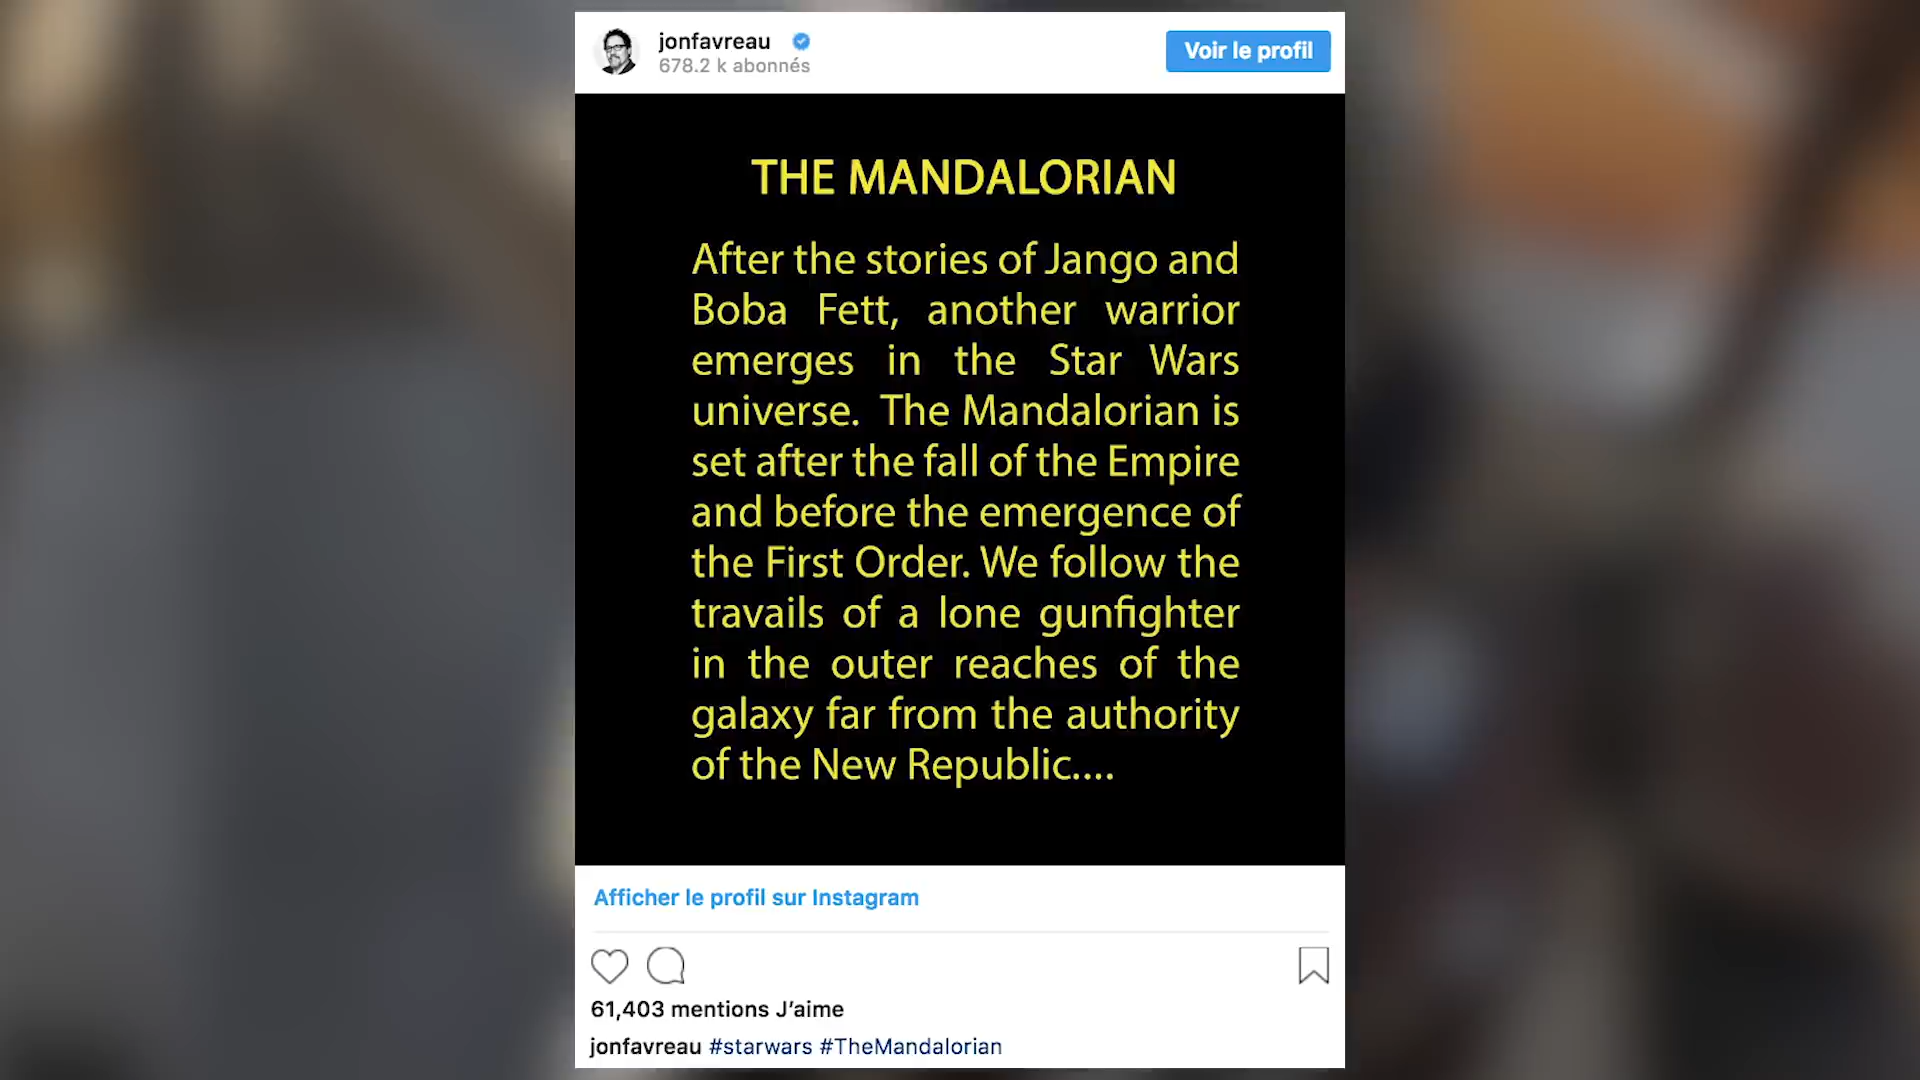 jonfavreau
678.2 k abonnés
Voir le profil
THE MANDALORIAN
After the stories of Jango and
Boba Fett, another warrior
emerges in the Star Wars
universe. The Mandalorian is
set after the fall of the Empire
and before the emergence of
the First Order. We follow the
travails of a lone gunfighter
in the outer reaches of the
galaxy far from the authority
of the New Republic....
Afficher le profil sur Instagram
61,403 mentions J’aime
jonfavreau #starwars #TheMandalorian